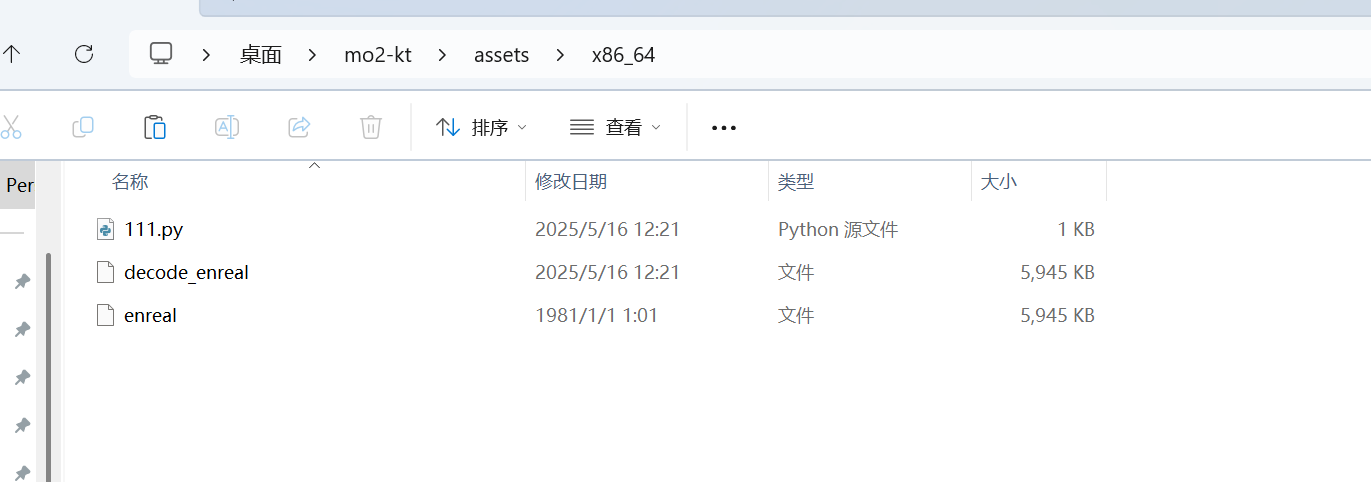 桌面 > mo2-kt > assets > x86_64
排序 查看 •••
Per
名称 修改日期 类型 大小
111.py 2025/5/16 12:21 Python 源文件 1 KB
decode_enreal 2025/5/16 12:21 文件 5,945 KB
enreal 1981/1/1 1:01 文件 5,945 KB